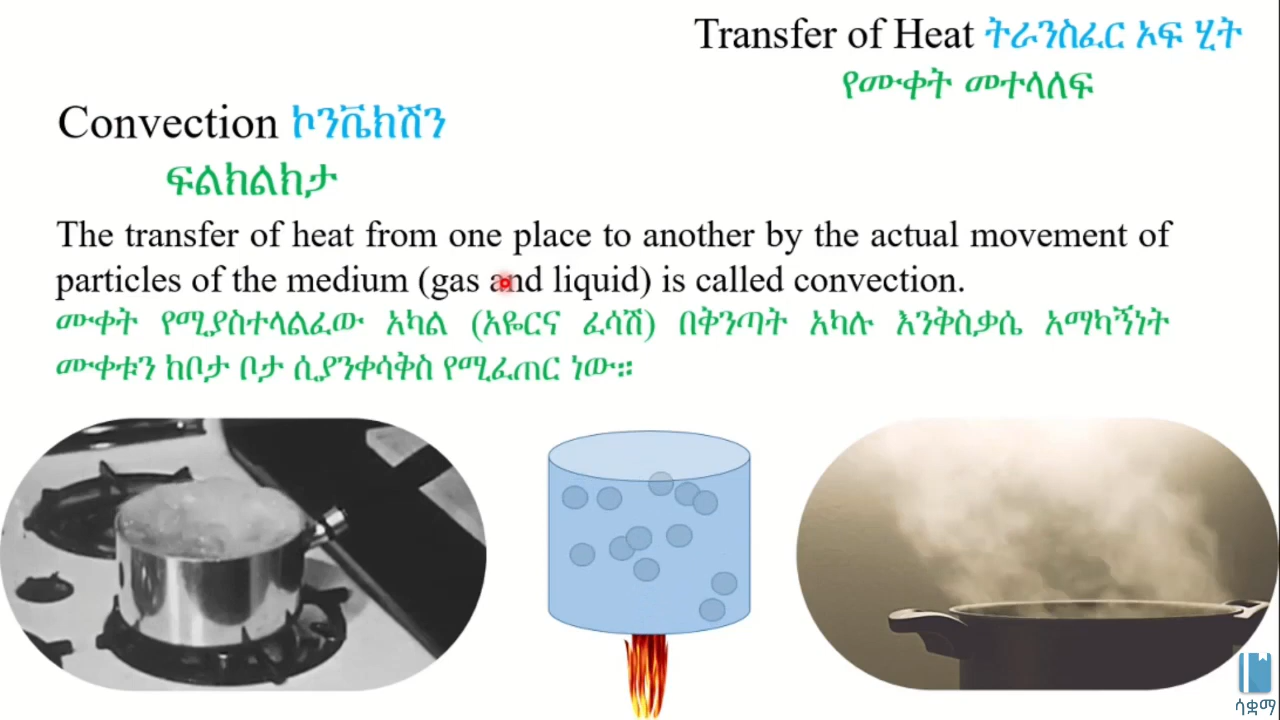 Transfer of Heat ትራንስፈር ኦፍ ሂት
የሙቀት መተላለፍ
Convection ኮንቬክሽን
ፍልክልክታ
The transfer of heat from one place to another by the actual movement of
particles of the medium (gas and liquid) is called convection.
ሙቀት የሚያስተላልፈው አካል (አዬርና ፈሳሽ) በቅንጣት አካሉ እንቅስቃሴ አማካኝነት
ሙቀቱን ከቦታ ቦታ ሲያንቀሳቅስ የሚፈጠር ነው።
ሳቋማ